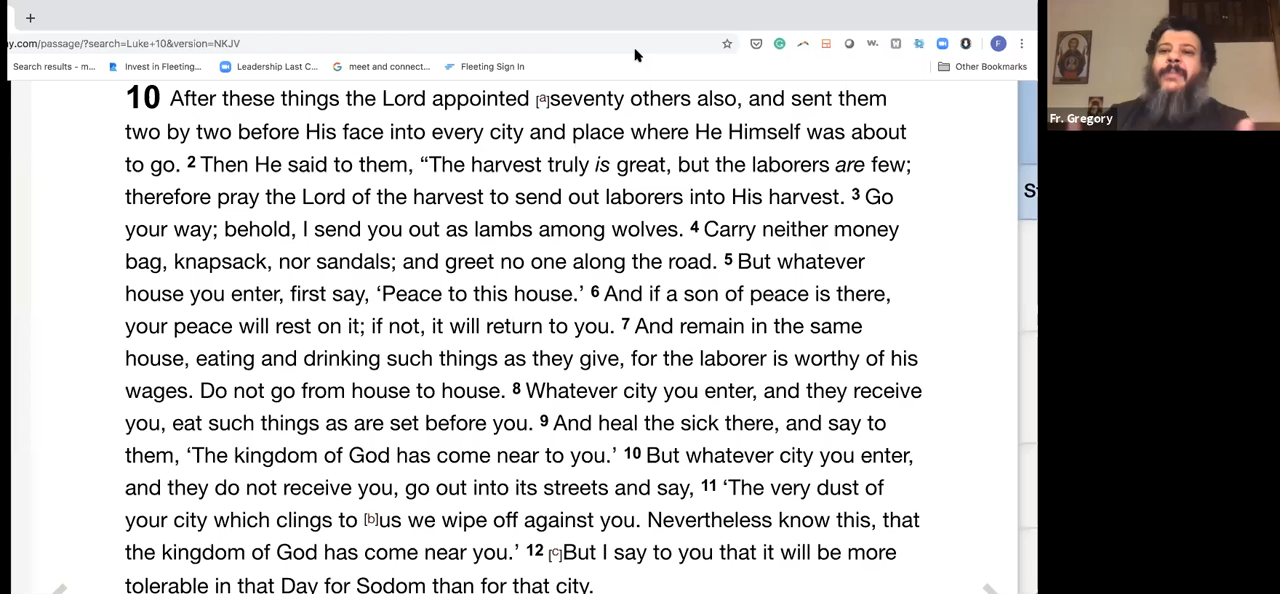 +
ay.com/passage/?search=Luke+10&version=NKJV
W.
F
Search results - m...
Invest in Fleeting...
Leadership Last C...
meet and connect...
Fleeting Sign In
Other Bookmarks
Fr. Gregory
10 After these things the Lord appointed [a]seventy others also, and sent them
two by two before His face into every city and place where He Himself was about
to go. 2 Then He said to them, “The harvest truly is great, but the laborers are few;
therefore pray the Lord of the harvest to send out laborers into His harvest. 3 Go
your way; behold, I send you out as lambs among wolves. 4 Carry neither money
bag, knapsack, nor sandals; and greet no one along the road. 5 But whatever
house you enter, first say, ‘Peace to this house.’ 6 And if a son of peace is there,
your peace will rest on it; if not, it will return to you. 7 And remain in the same
house, eating and drinking such things as they give, for the laborer is worthy of his
wages. Do not go from house to house. 8 Whatever city you enter, and they receive
you, eat such things as are set before you. 9 And heal the sick there, and say to
them, ‘The kingdom of God has come near to you.’ 10 But whatever city you enter,
and they do not receive you, go out into its streets and say, 11 ‘The very dust of
your city which clings to [b]us we wipe off against you. Nevertheless know this, that
the kingdom of God has come near you.’ 12 [c]But I say to you that it will be more
tolerable in that Day for Sodom than for that city.